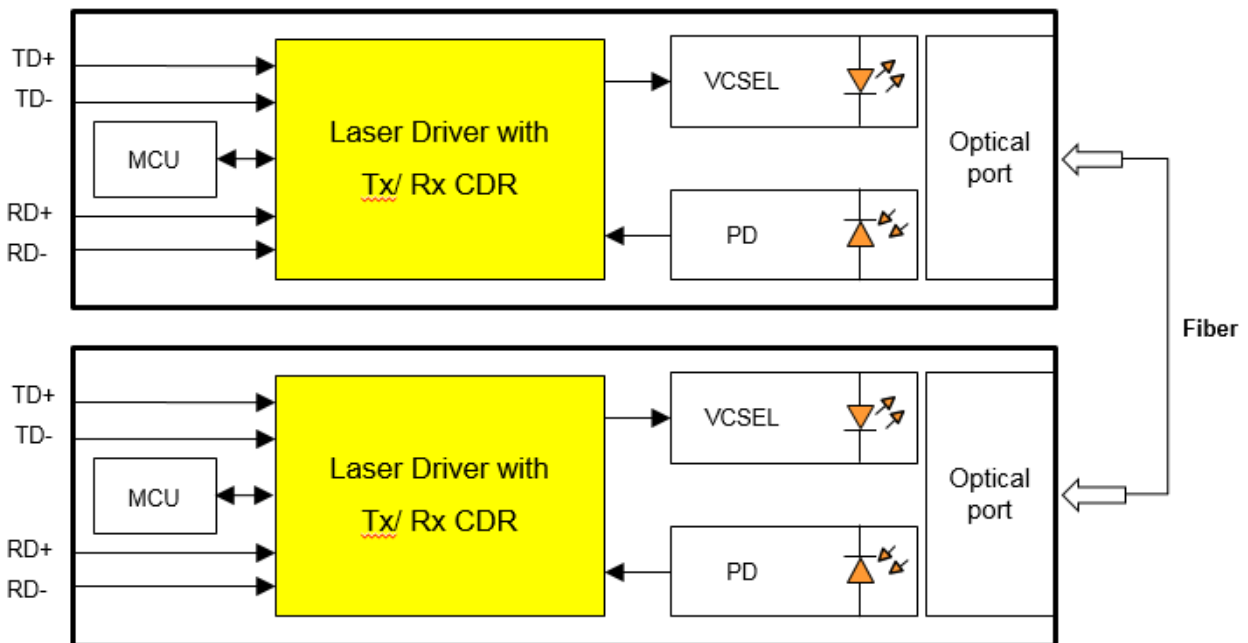 TD+
TD-
MCU
RD+
RD-
Laser Driver with
Tx/ Rx CDR
VCSEL
PD
Optical
port
Fiber
TD+
TD-
MCU
RD+
RD-
Laser Driver with
Tx/ Rx CDR
VCSEL
PD
Optical
port